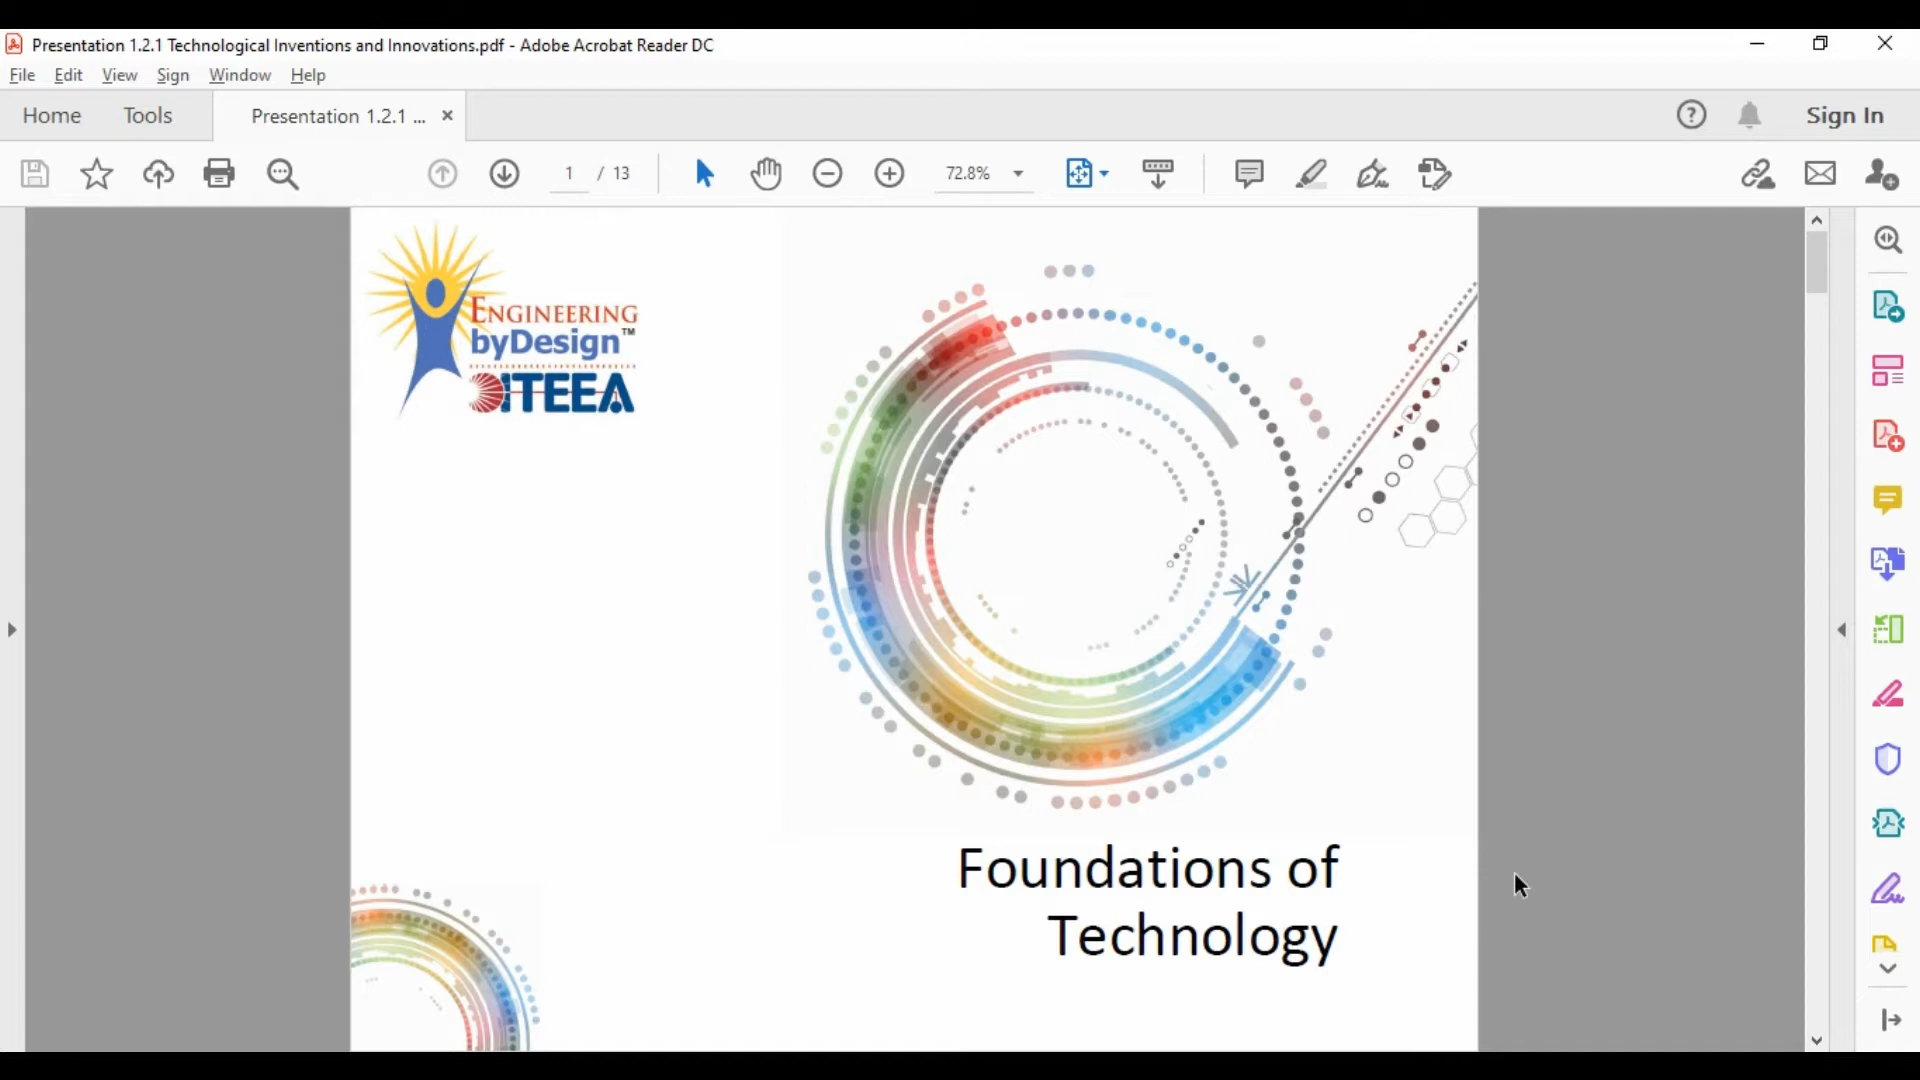 Presentation 1.2.1 Technological Inventions and Innovations.pdf - Adobe Acrobat Reader DC
File Edit View Sign Window Help
Home Tools Presentation 1.2.1 ... Sign In
1 / 13 72.8%
ENGINEERING
byDesign™
ITEEA
Foundations of
Technology